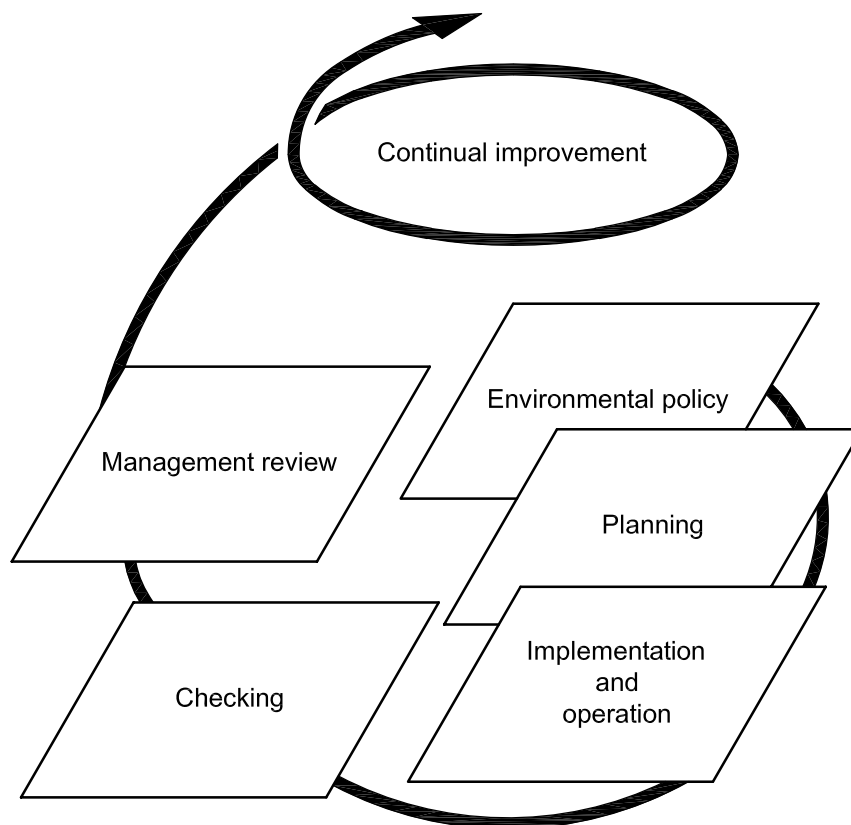 Continual improvement
Environmental policy
Management review
Planning
Implementation
and
operation
Checking